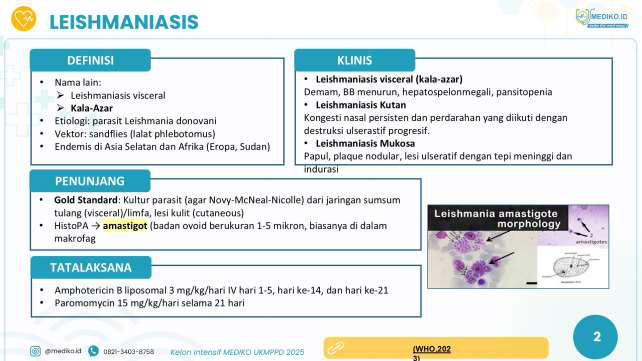 LEISHMANIASIS
MEDIKO.ID
DEFINISI
• Nama lain:
➢ Leishmaniasis visceral
➢ Kala-Azar
• Etiologi: parasit Leishmania donovani
• Vektor: sandflies (lalat phlebotomus)
• Endemis di Asia Selatan dan Afrika (Eropa, Sudan)
KLINIS
• Leishmaniasis visceral (kala-azar)
Demam, BB menurun, hepatospelonmegali, pansitopenia
• Leishmaniasis Kutan
Kongesti nasal persisten dan perdarahan yang diikuti dengan
destruksi ulserastif progresif.
• Leishmaniasis Mukosa
Papul, plaque nodular, lesi ulseratif dengan tepi meninggi dan
indurasi
PENUNJANG
• Gold Standard: Kultur parasit (agar Novy-McNeal-Nicolle) dari jaringan sumsum
tulang (visceral)/limfa, lesi kulit (cutaneous)
• HistoPA → amastigot (badan ovoid berukuran 1-5 mikron, biasanya di dalam
makrofag
Leishmania amastigote
morphology
2
amastigotes
TATALAKSANA
• Amphotericin B liposomal 3 mg/kg/hari IV hari 1-5, hari ke-14, dan hari ke-21
• Paromomycin 15 mg/kg/hari selama 21 hari
@mediko.id
0821-3403-8758
Kelon Intensif MEDIKO UKMPPD 2025
(WHO,202
3)
2